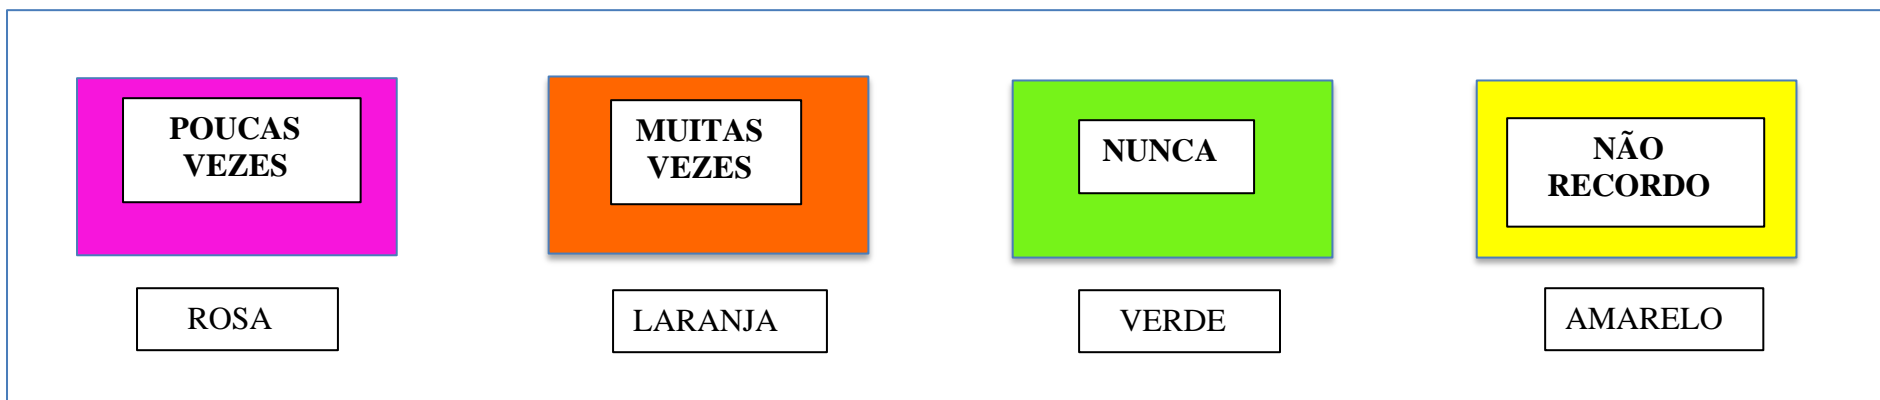 POUCAS
VEZES
MUITAS
VEZES
NUNCA
NÃO
RECORDO
ROSA
LARANJA
VERDE
AMARELO